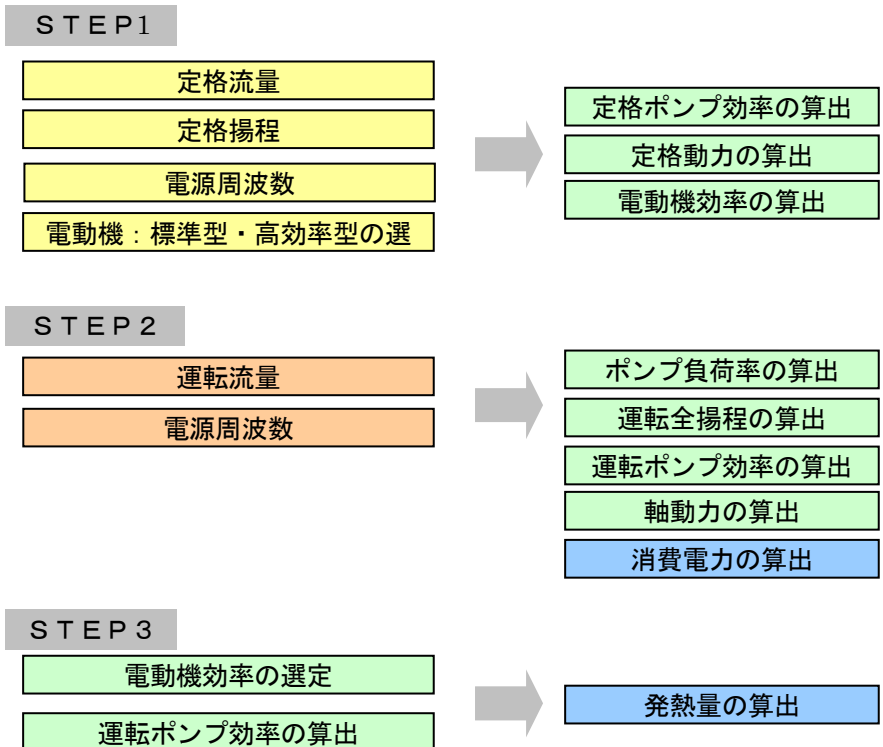 ＳＴＥＰ1
定格流量
定格揚程
電源周波数
電動機：標準型・高効率型の選
定格ポンプ効率の算出
定格動力の算出
電動機効率の算出
ＳＴＥＰ２
運転流量
電源周波数
ポンプ負荷率の算出
運転全揚程の算出
運転ポンプ効率の算出
軸動力の算出
消費電力の算出
ＳＴＥＰ３
電動機効率の選定
運転ポンプ効率の算出
発熱量の算出